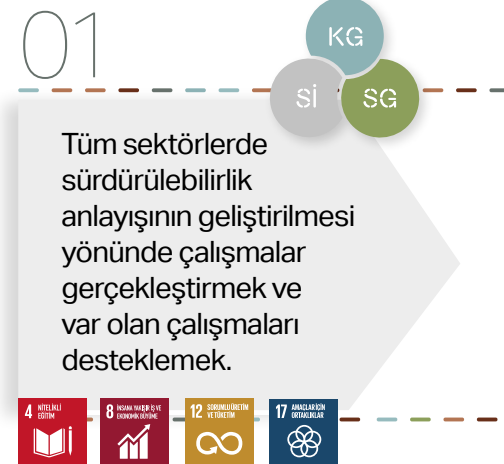 01
KG
Sİ
SG
Tüm sektörlerde
sürdürülebilirlik
anlayışının geliştirilmesi
yönünde çalışmalar
gerçekleştirmek ve
var olan çalışmaları
desteklemek.
4 NİTELİKLİ
EĞİTİM
8 İNSANA YAKIŞIR İŞ VE
EKONOMİK BÜYÜME
12 SORUMLU ÜRETİM
VE TÜKETİM
17 AMAÇLAR İÇİN
ORTAKLIKLAR